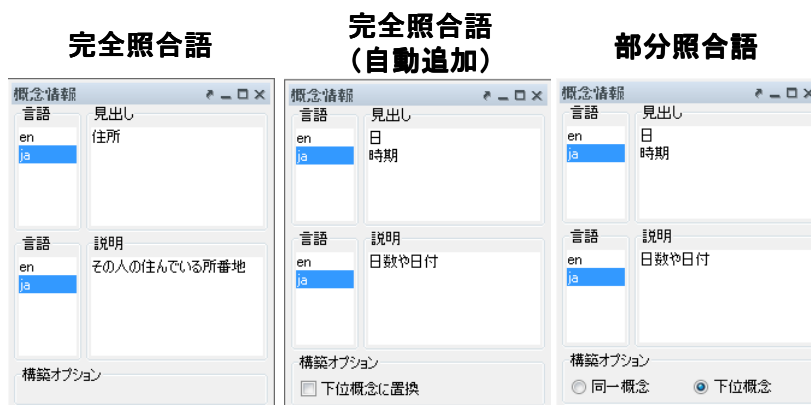 完全照合語
概念情報
言語 見出し
en
ja
住所
言語 説明
en
ja
その人の住んでいる所番地
構築オプション
完全照合語
（自動追加）
概念情報
言語 見出し
en
ja
日
時期
言語 説明
en
ja
日数や日付
構築オプション
下位概念に置換
部分照合語
概念情報
言語 見出し
en
ja
日
時期
言語 説明
en
ja
日数や日付
構築オプション
同一概念 下位概念